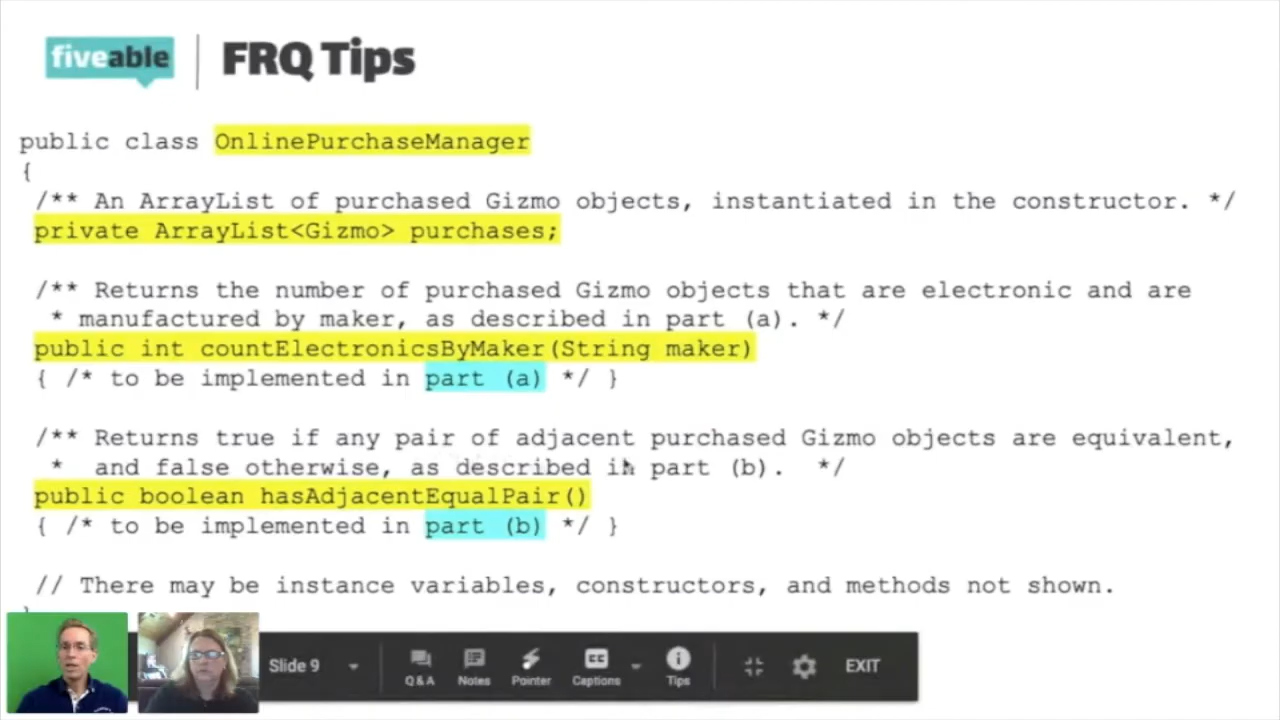 fiveable
FRQ Tips
public class OnlinePurchaseManager
{
/** An ArrayList of purchased Gizmo objects, instantiated in the constructor. */
private ArrayList<Gizmo> purchases;
/** Returns the number of purchased Gizmo objects that are electronic and are
* manufactured by maker, as described in part (a). */
public int countElectronicsByMaker(String maker)
{ /* to be implemented in part (a) */ }
/** Returns true if any pair of adjacent purchased Gizmo objects are equivalent,
* and false otherwise, as described in part (b). */
public boolean hasAdjacentEqualPair()
{ /* to be implemented in part (b) */ }
// There may be instance variables, constructors, and methods not shown.
}
Slide 9
Q & A
Notes
Pointer
CC
Captions
Tips
EXIT